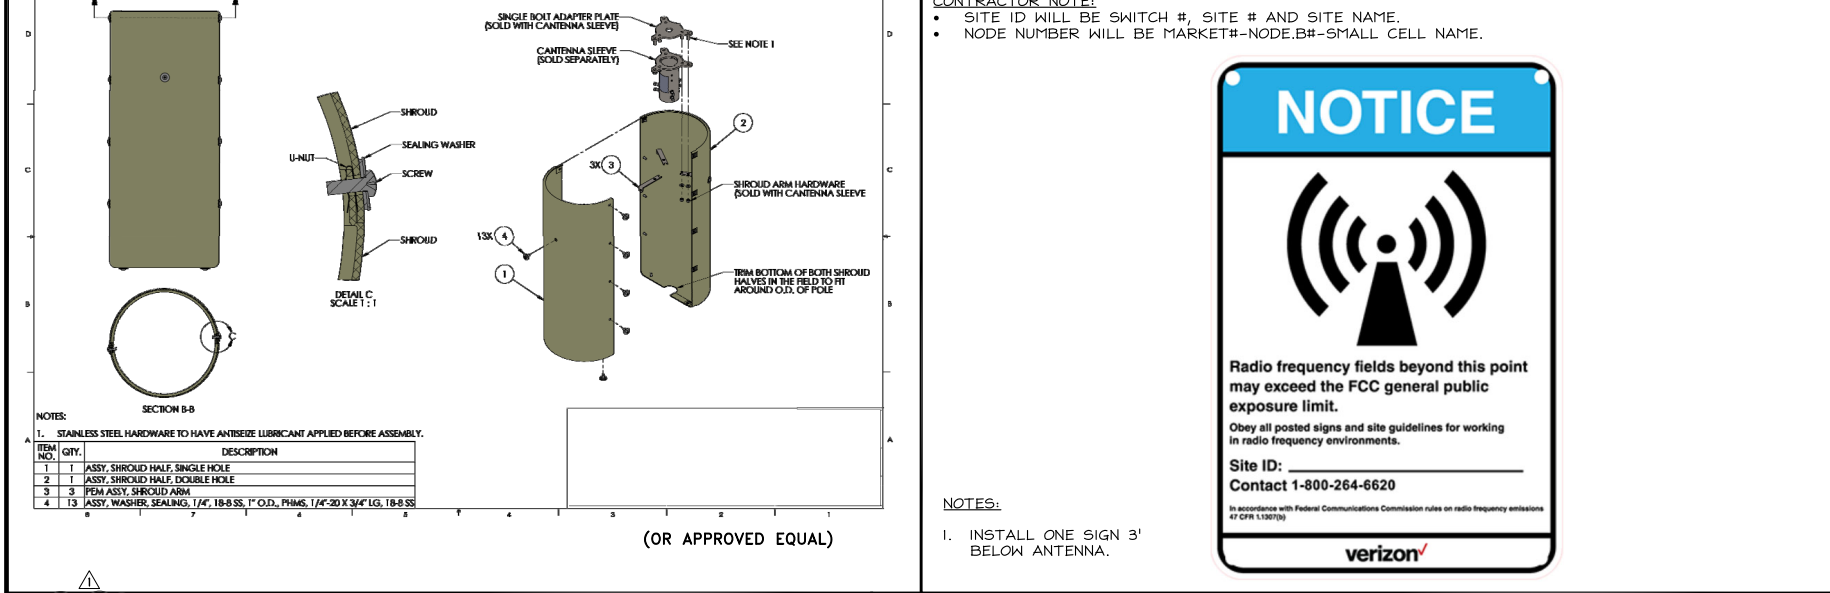 D
SINGLE BOLT ADAPTER PLATE
(SOLD WITH CANTENNA SLEEVE)
SEE NOTE 1
CANTENNA SLEEVE
(SOLD SEPARATELY)
D
SHROUD
SEALING WASHER
U-NUT
SCREW
SHROUD
DETAIL C
SCALE 1 : 1
C
2
3X 3
SHROUD ARM HARDWARE
(SOLD WITH CANTENNA SLEEVE
13X 4
1
TRIM BOTTOM OF BOTH SHROUD
HALVES IN THE FIELD TO FIT
AROUND O.D. OF POLE
C
B
B
C
SECTION B-B
NOTES:
1. STAINLESS STEEL HARDWARE TO HAVE ANTISEIZE LUBRICANT APPLIED BEFORE ASSEMBLY.
A
A
ITEM NO. QTY. DESCRIPTION
1 1 ASSY, SHROUD HALF, SINGLE HOLE
2 1 ASSY, SHROUD HALF, DOUBLE HOLE
3 3 PEM ASSY, SHROUD ARM
4 13 ASSY, WASHER, SEALING, 1/4", 18-8 SS, 1" O.D., PHMS, 1/4"-20 X 3/4" LG, 18-8 SS
8 7 6 5 4 3 2 1
(OR APPROVED EQUAL)
1
CONTRACTOR NOTE:
• SITE ID WILL BE SWITCH #, SITE # AND SITE NAME.
• NODE NUMBER WILL BE MARKET#-NODE.B#-SMALL CELL NAME.
NOTICE
Radio frequency fields beyond this point
may exceed the FCC general public
exposure limit.
Obey all posted signs and site guidelines for working
in radio frequency environments.
Site ID:
Contact 1-800-264-6620
In accordance with Federal Communications Commission rules on radio frequency emissions
47 CFR 1.1307(b)
verizon
NOTES:
1. INSTALL ONE SIGN 3'
BELOW ANTENNA.